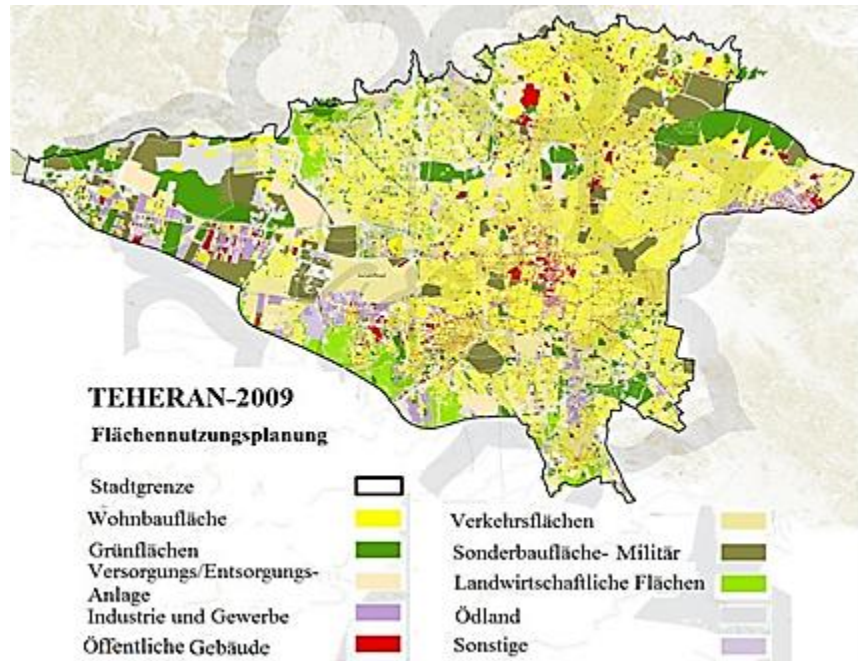 TEHERAN-2009
Flächennutzungsplanung
Stadtgrenze
Wohnbaufläche
Grünflächen
Versorgungs/Entsorgungs-
Anlage
Industrie und Gewerbe
Öffentliche Gebäude
Verkehrsflächen
Sonderbaufläche- Militär
Landwirtschaftliche Flächen
Ödland
Sonstige